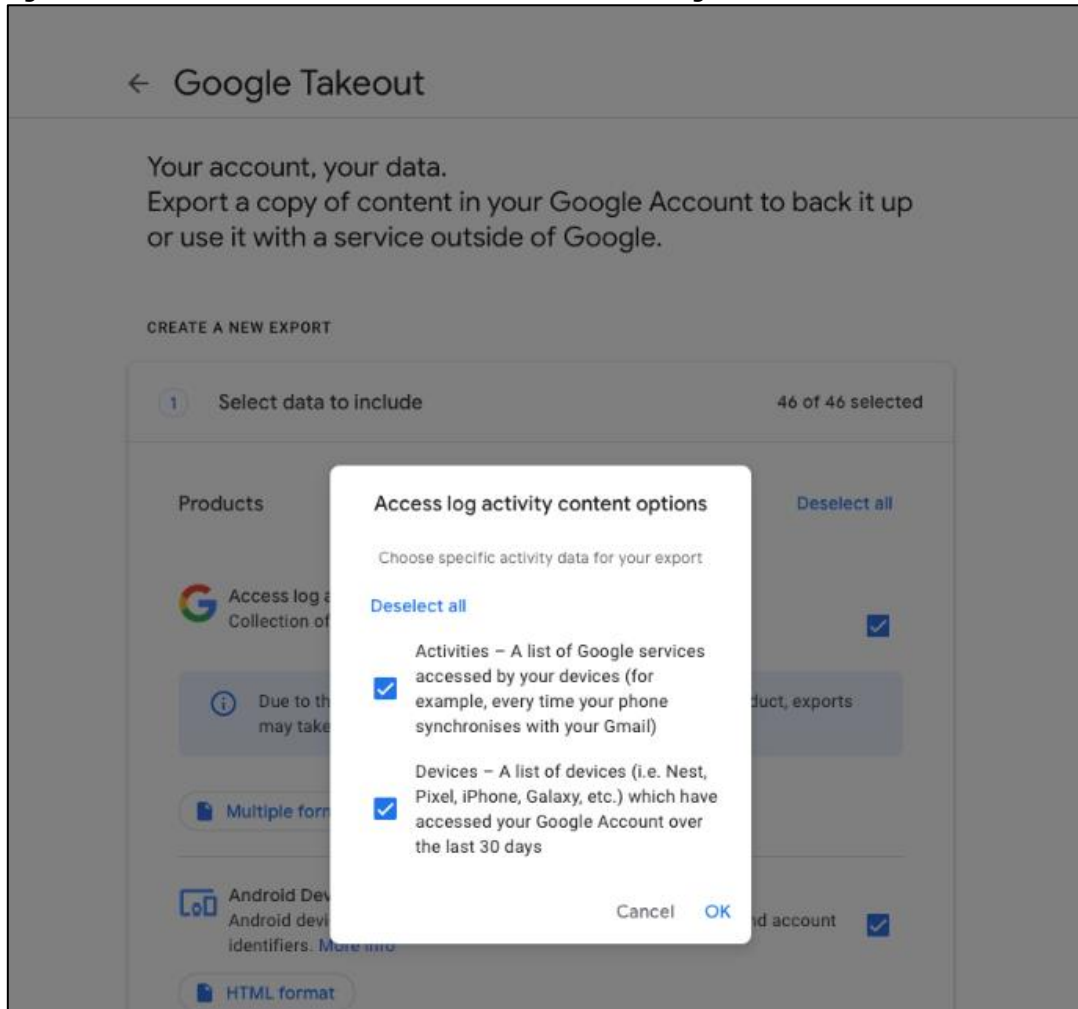 Google Takeout
Your account, your data.
Export a copy of content in your Google Account to back it up
or use it with a service outside of Google.
CREATE A NEW EXPORT
1 Select data to include 46 of 46 selected
Products Deselect all
Access log
Collection of
Due to duct, exports
may take
Multiple
Access log activity content options
Choose specific activity data for your export
Deselect all
Activities – A list of Google services
accessed by your devices (for
example, every time your phone
synchronises with your Gmail)
Devices – A list of devices (i.e. Nest,
Pixel, iPhone, Galaxy, etc.) which have
accessed your Google Account over
the last 30 days
Cancel OK
Android Dev
Android devi nd account
identifiers. More info
HTML format